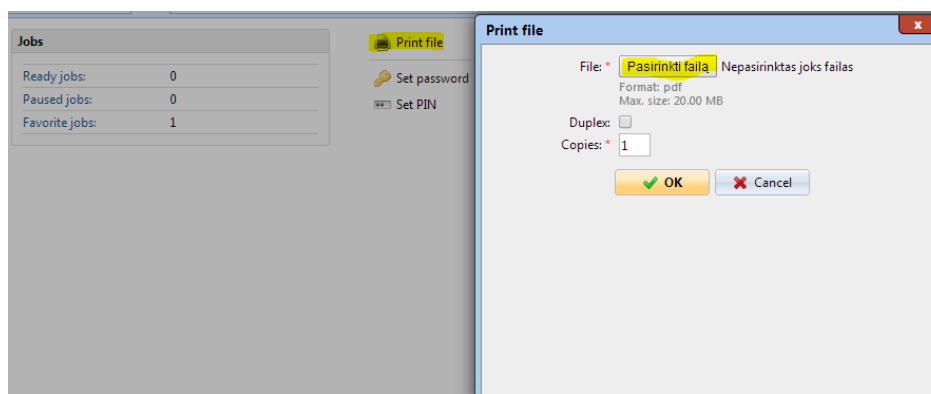 Jobs
Ready jobs: 0
Paused jobs: 0
Favorite jobs: 1
Print file
Set password
Set PIN
Print file
x
File: * Pasirinkti failą Nepasirinktas joks failas
Format: pdf
Max. size: 20.00 MB
Duplex:
Copies: * 1
OK Cancel